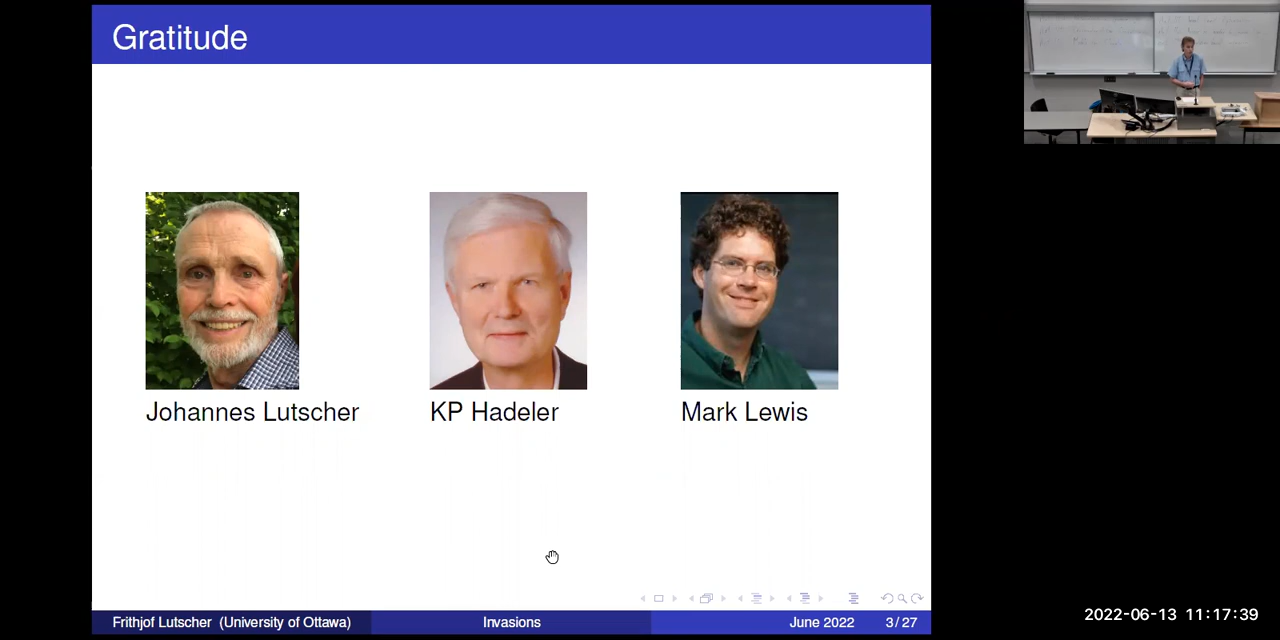 Gratitude
Johannes Lutscher
KP Hadeler
Mark Lewis
Frithjof Lutscher (University of Ottawa)
Invasions
June 2022
3 / 27
2022-06-13 11:17:39